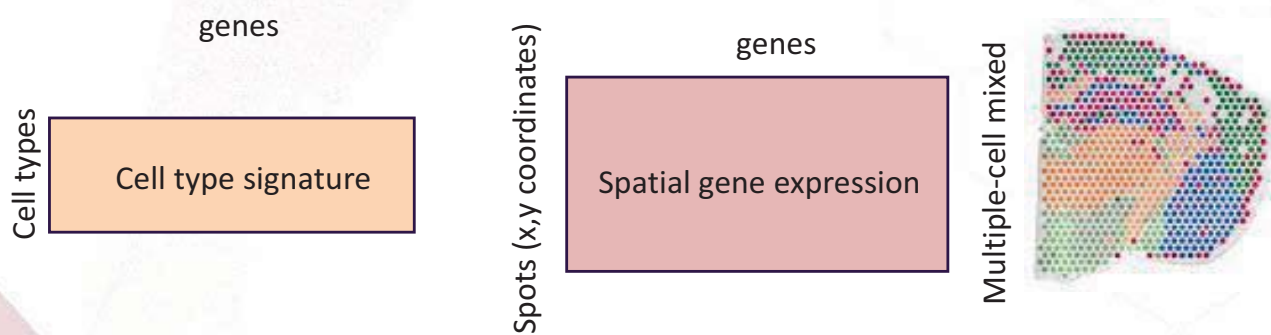 genes
Cell types
Cell type signature
Spots (x,y coordinates)
genes
Spatial gene expression
Multiple-cell mixed